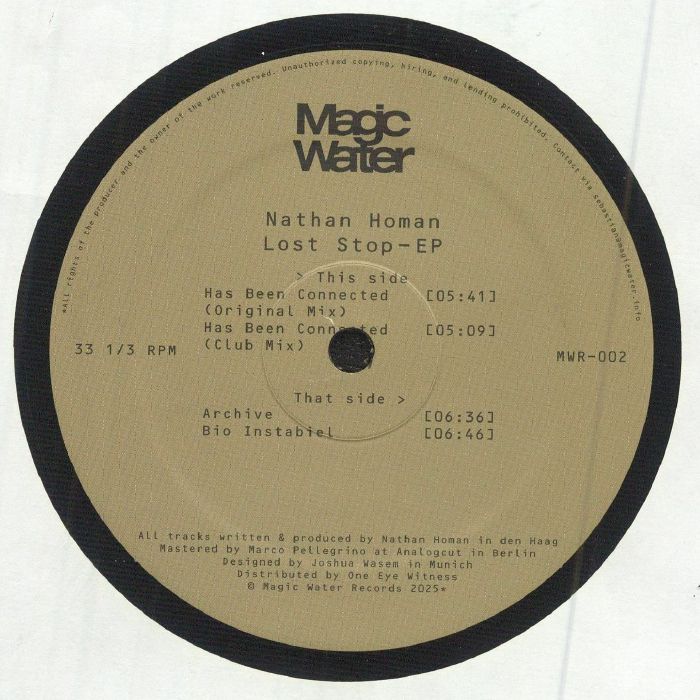 *All rights of the producer and the owner of the work reserved. Unauthorized copying, hiring, and lending prohibited. Contact via sebastian@magicwater.info
Magic
Water
Nathan Homan
Lost Stop-EP
> This side
Has Been Connected [05:41]
(Original Mix)
Has Been Connected [05:09]
(Club Mix)
33 1/3 RPM
MWR-002
That side >
Archive [06:36]
Bio Instabiel [06:46]
All tracks written & produced by Nathan Homan in den Haag
Mastered by Marco Pellegrino at Analogcut in Berlin
Designed by Joshua Wasem in Munich
Distributed by One Eye Witness
© Magic Water Records 2025*